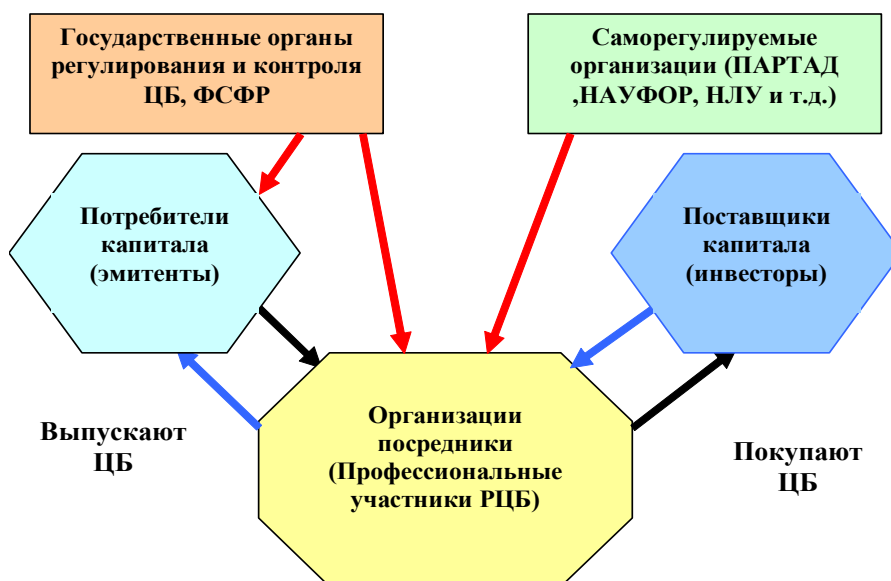 Государственные органы
регулирования и контроля
ЦБ, ФСФР
Саморегулируемые
организации (ПАРТАД
,НАУФОР, НЛУ и т.д.)
Потребители
капитала
(эмитенты)
Поставщики
капитала
(инвесторы)
Выпускают
ЦБ
Организации
посредники
(Профессиональные
участники РЦБ)
Покупают
ЦБ